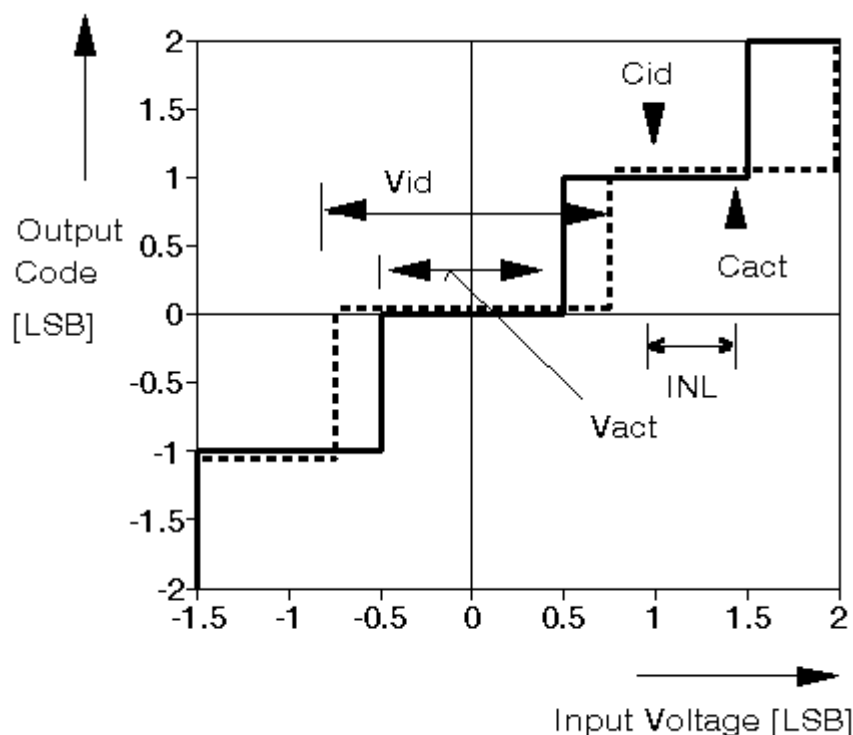 2
1.5
Cid
1
Vid
Output
Code
[LSB]
0.5
Cact
0
-0.5
INL
Vact
-1
-1.5
-2
-1.5 -1 -0.5 0 0.5 1 1.5 2
Input Voltage [LSB]